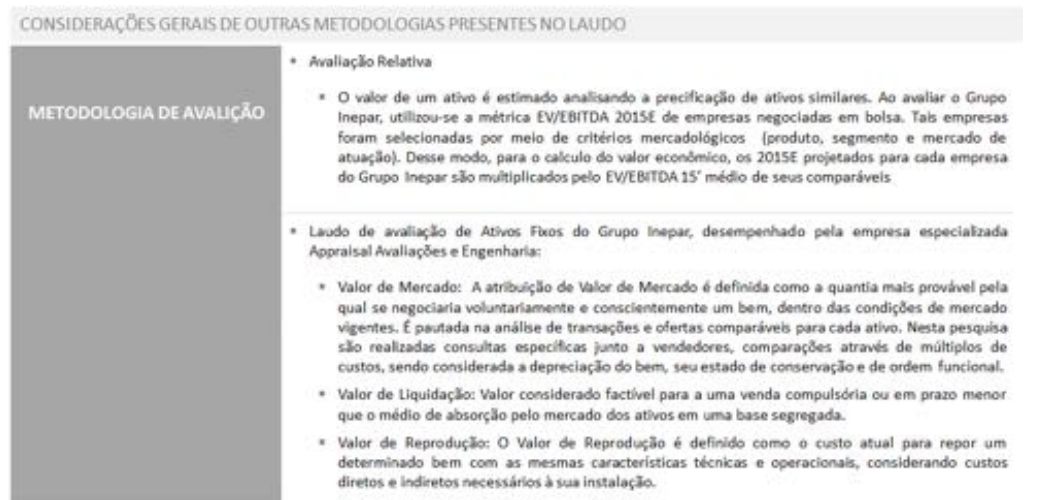 CONSIDERAÇÕES GERAIS DE OUTRAS METODOLOGIAS PRESENTES NO LAUDO
METODOLOGIA DE AVALIÇÃO
▪ Avaliação Relativa
▪ O valor de um ativo é estimado analisando a precificação de ativos similares. Ao avaliar o Grupo
Inepar, utilizou-se a métrica EV/EBITDA 2015E de empresas negociadas em bolsa. Tais empresas
foram selecionadas por meio de critérios mercadológicos (produto, segmento e mercado de
atuação). Desse modo, para o calculo do valor econômico, os 2015E projetados para cada empresa
do Grupo Inepar são multiplicados pelo EV/EBITDA 15' médio de seus comparáveis
▪ Laudo de avaliação de Ativos Fixos do Grupo Inepar, desempenhado pela empresa especializada
Appraisal Avaliações e Engenharia:
▪ Valor de Mercado: A atribuição de Valor de Mercado é definida como a quantia mais provável pela
qual se negociaria voluntariamente e conscientemente um bem, dentro das condições de mercado
vigentes. É pautada na análise de transações e ofertas comparáveis para cada ativo. Nesta pesquisa
são realizadas consultas específicas junto a vendedores, comparações através de múltiplos de
custos, sendo considerada a depreciação do bem, seu estado de conservação e de ordem funcional.
▪ Valor de Liquidação: Valor considerado factível para a uma venda compulsória ou em prazo menor
que o médio de absorção pelo mercado dos ativos em uma base segregada.
▪ Valor de Reprodução: O Valor de Reprodução é definido como o custo atual para repor um
determinado bem com as mesmas características técnicas e operacionais, considerando custos
diretos e indiretos necessários à sua instalação.